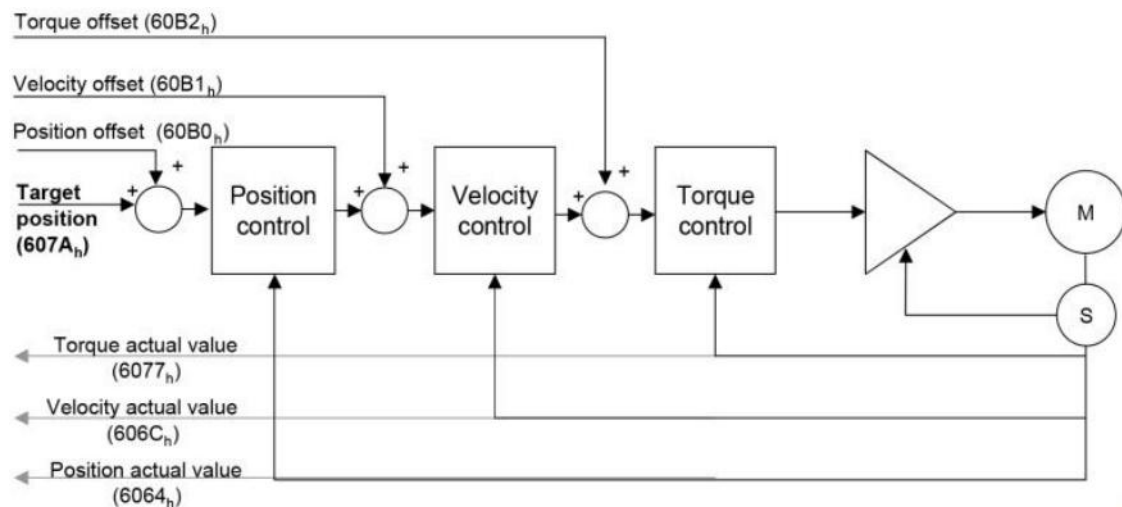 Torque offset (60B2h)
Velocity offset (60B1h)
Position offset (60B0h)
+
+
+
Target
position
(607Ah)
+
+
+
Position
control
Velocity
control
Torque
control
M
S
Torque actual value
(6077h)
Velocity actual value
(606Ch)
Position actual value
(6064h)